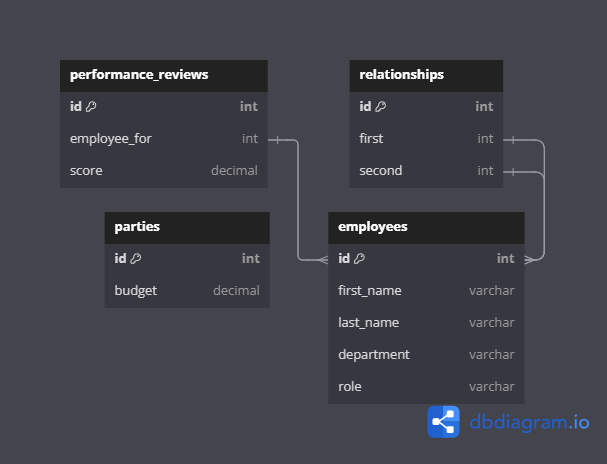 performance_reviews
id int
employee_for int
score decimal
relationships
id int
first int
second int
parties
id int
budget decimal
employees
id int
first_name varchar
last_name varchar
department varchar
role varchar
dbdiagram.io